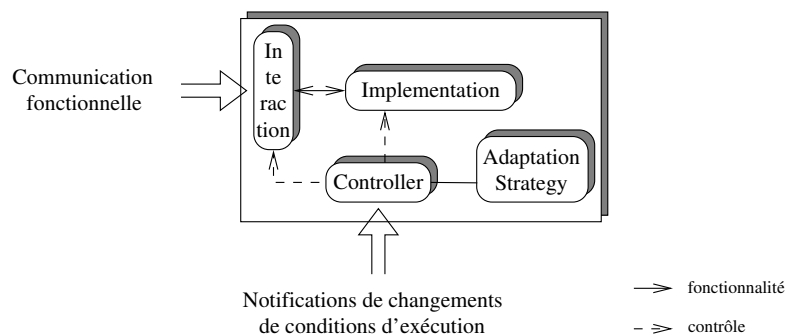 In
te
rac
tion
Communication
fonctionnelle
Implementation
Adaptation
Strategy
Controller
Notifications de changements
de conditions d'exécution
fonctionnalité
contrôle